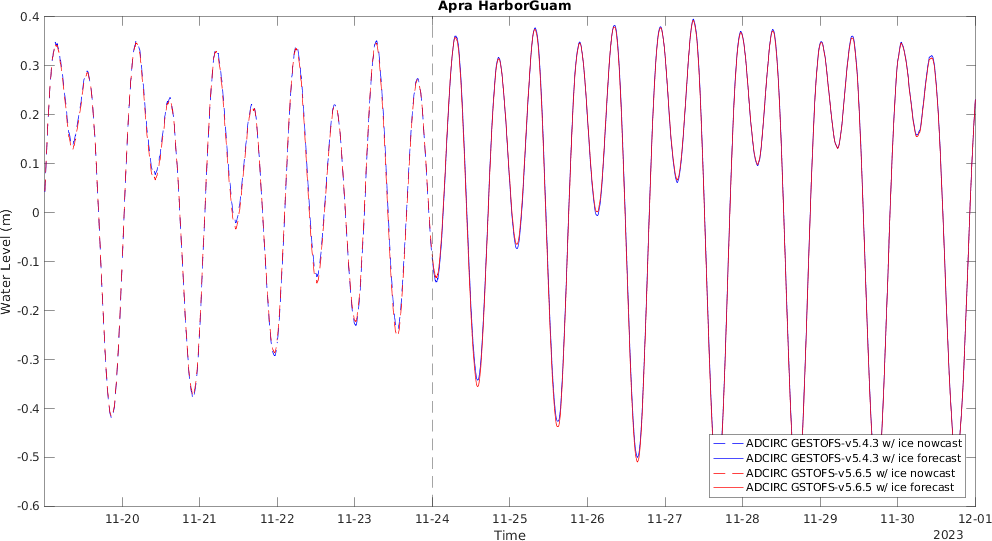 Apra HarborGuam
0.4
0.3
0.2
0.1
0
-0.1
-0.2
-0.3
-0.4
-0.5
-0.6
Water Level (m)
ADCIRC GESTOFS-v5.4.3 w/ ice nowcast
ADCIRC GESTOFS-v5.4.3 w/ ice forecast
ADCIRC GSTOFS-v5.6.5 w/ ice nowcast
ADCIRC GSTOFS-v5.6.5 w/ ice forecast
11-20 11-21 11-22 11-23 11-24 11-25 11-26 11-27 11-28 11-29 11-30 12-01
Time
2023